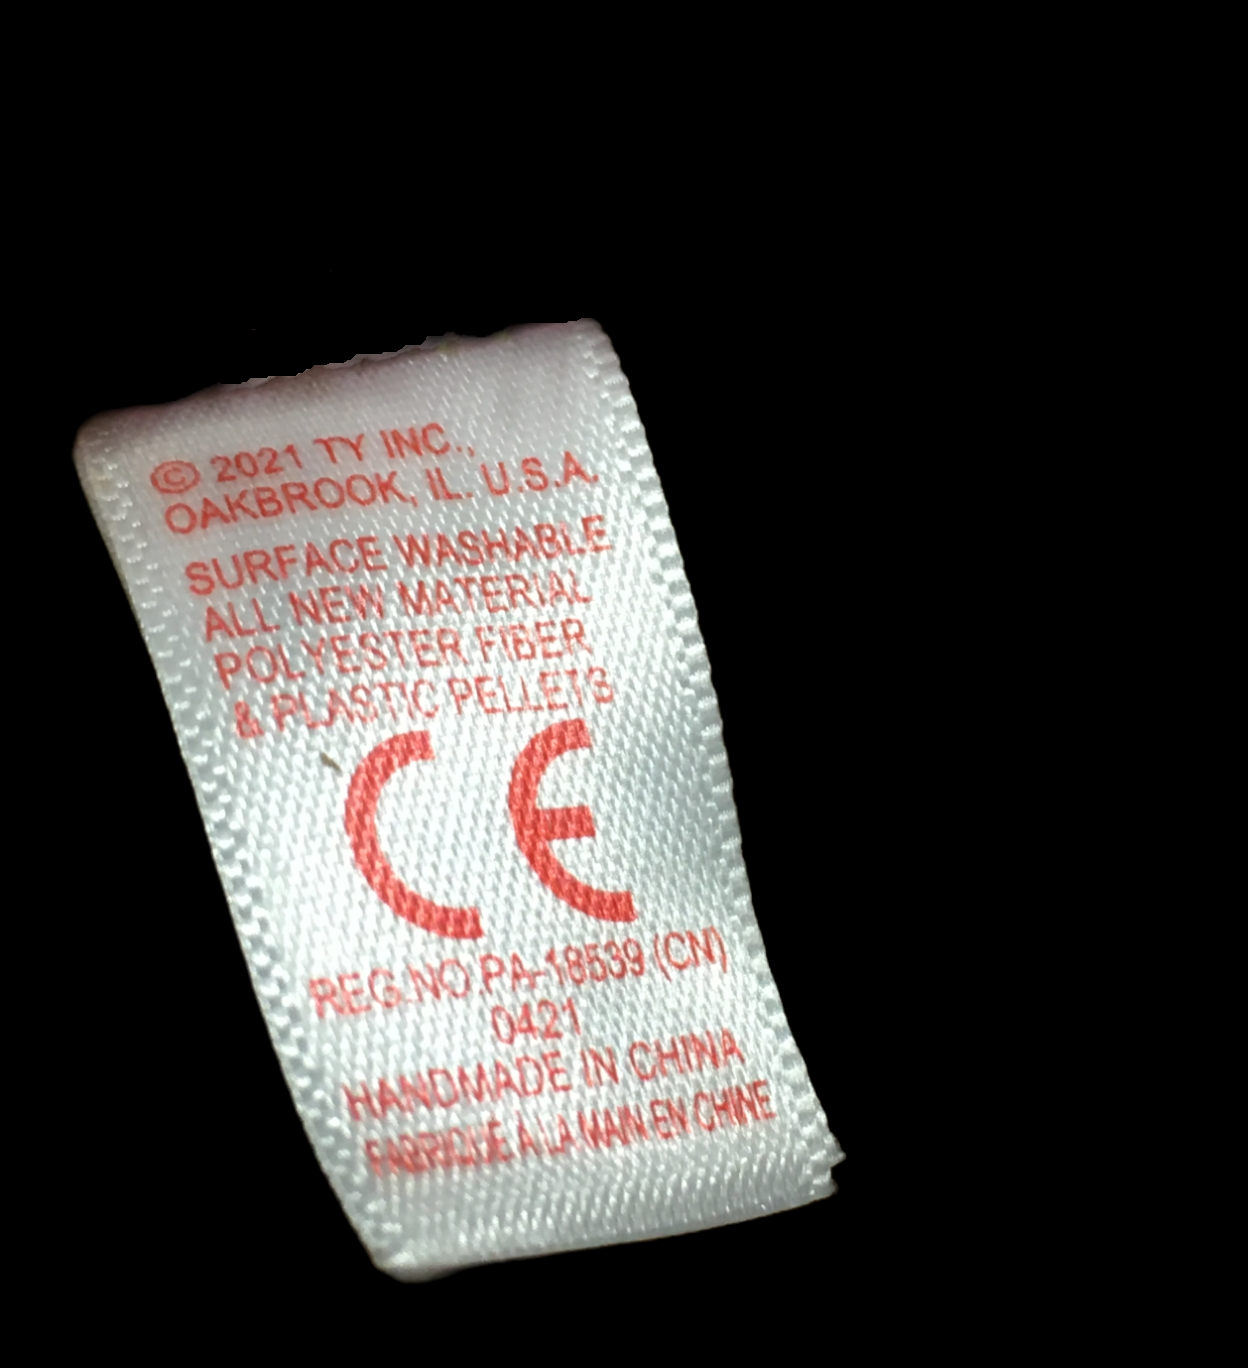 © 2021 TY INC.,
OAKBROOK, IL. U.S.A.
SURFACE WASHABLE
ALL NEW MATERIAL
POLYESTER FIBER
& PLASTIC PELLETS
CE
REG.NO.PA-18539 (CN)
0421
HANDMADE IN CHINA
FABRIQUÉ À LA MAIN EN CHINE